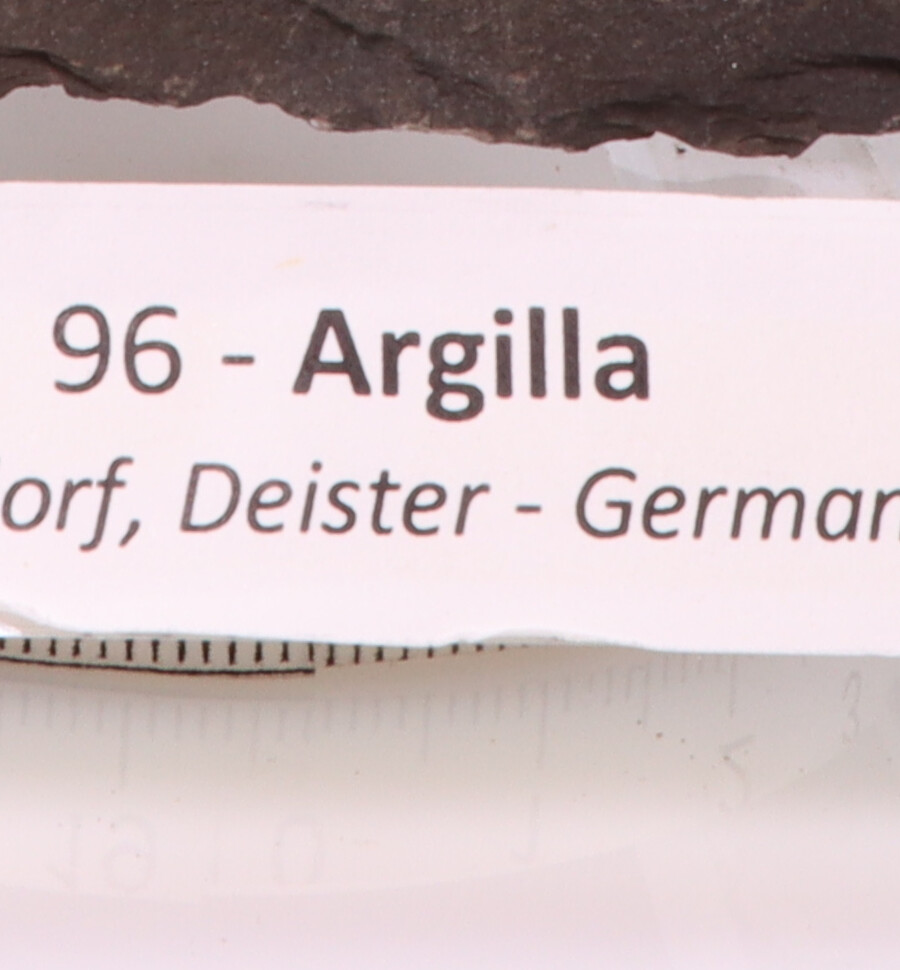 96 - Argilla
orf, Deister - German